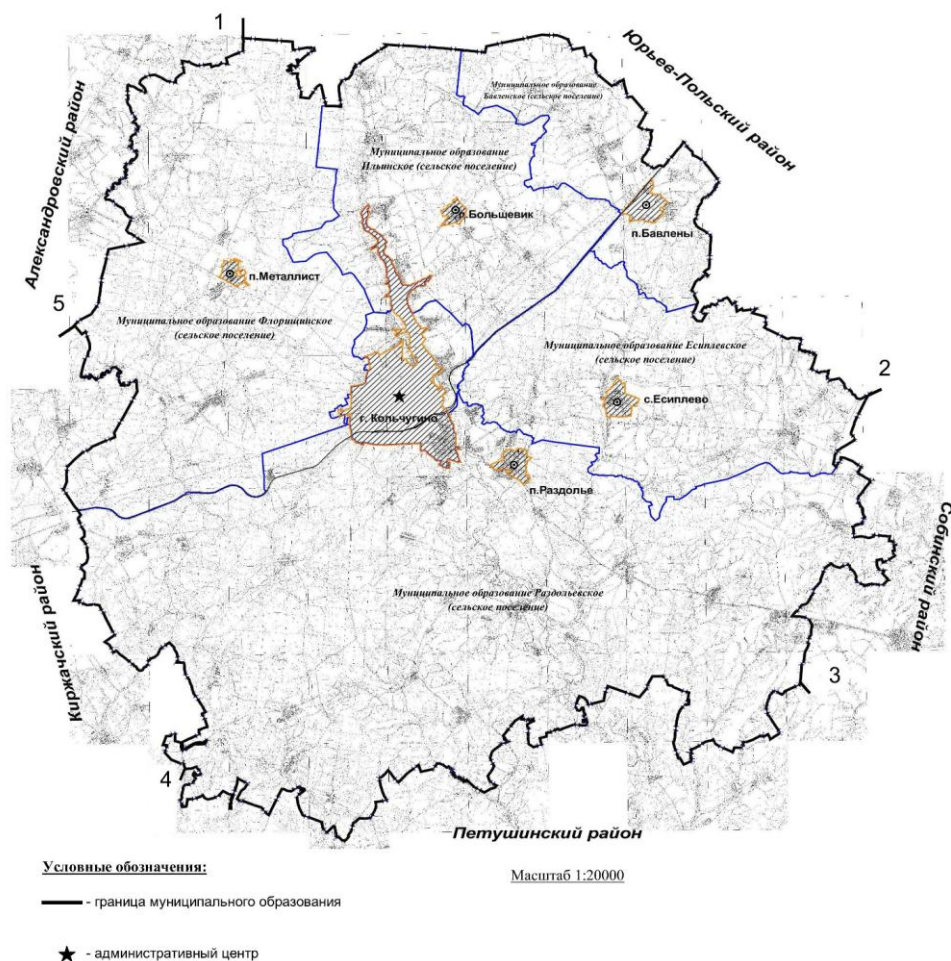 1
Юрьев-Польский район
Муниципальное образование
Бавленское (сельское поселение)
Александровский район
Муниципальное образование
Ильинское (сельское поселение)
п.Большевик
п.Бавлены
п.Металлист
5
Муниципальное образование Флорищинское
(сельское поселение)
Муниципальное образование Есиплевское
(сельское поселение)
2
с.Есиплево
г. Кольчугино
п.Раздолье
Собинский район
Муниципальное образование Раздольевское
(сельское поселение)
Киржачский район
3
4
Петушинский район
Условные обозначения:
Масштаб 1:20000
- граница муниципального образования
- административный центр